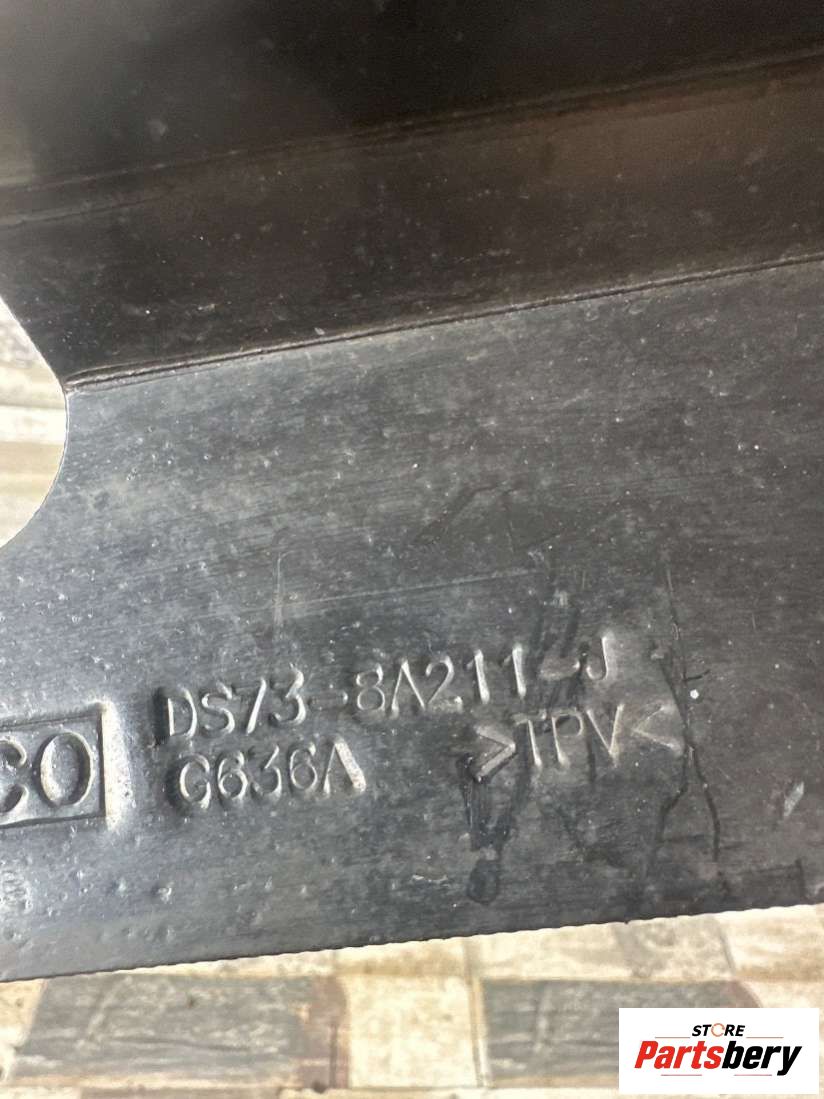 DS73-8A211-J
CO G636A >TPV<
STORE
Partsbery